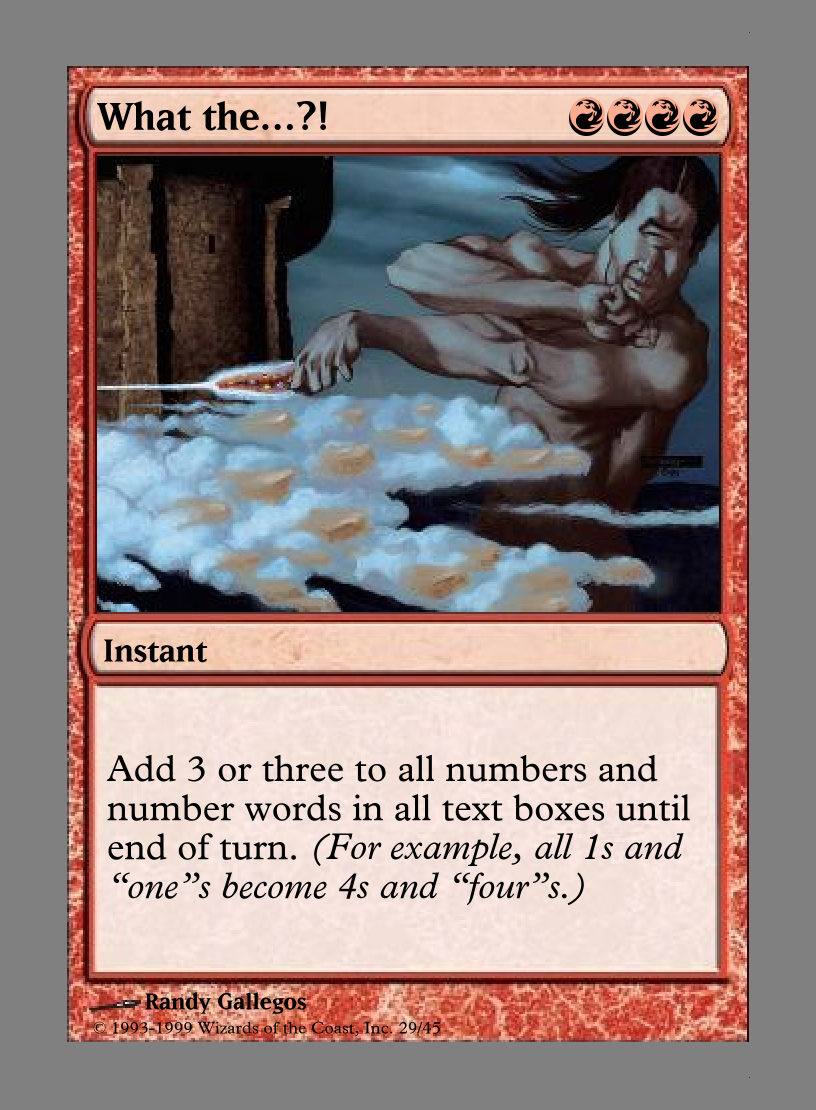 What the...?!
Instant
Add 3 or three to all numbers and
number words in all text boxes until
end of turn. (For example, all 1s and
“one”s become 4s and “four”s.)
Randy Gallegos
© 1993-1999 Wizards of the Coast, Inc. 29/45